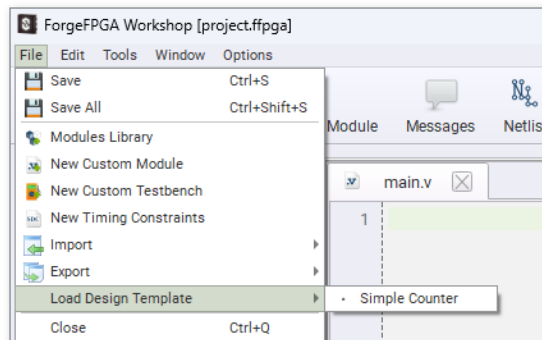 ForgeFPGA Workshop [project.ffpga]
File Edit Tools Window Options
Save Ctrl+S
Save All Ctrl+Shift+S
Module Messages Netlis
Modules Library
New Custom Module
New Custom Testbench
main.v
New Timing Constraints
1
Import
Export
Load Design Template Simple Counter
Close Ctrl+Q